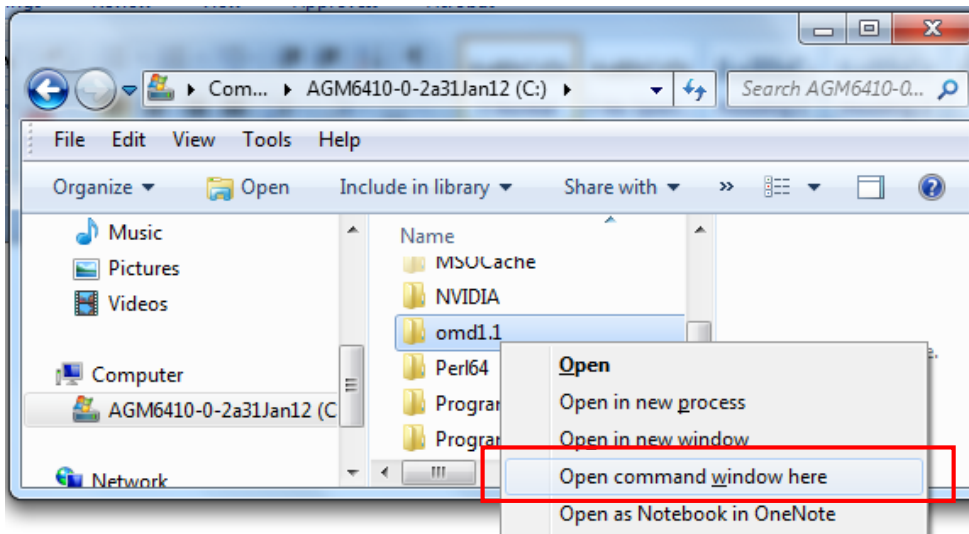 Com... ▸ AGM6410-0-2a31Jan12 (C:) ▸
Search AGM6410-0...
File Edit View Tools Help
Organize Open Include in library Share with »
Music
Pictures
Videos
Computer
AGM6410-0-2a31Jan12 (C
Network
Name
MSOCache
NVIDIA
omd1.1
Perl64
Program
Program
Open
Open in new process
Open in new window
Open command window here
Open as Notebook in OneNote